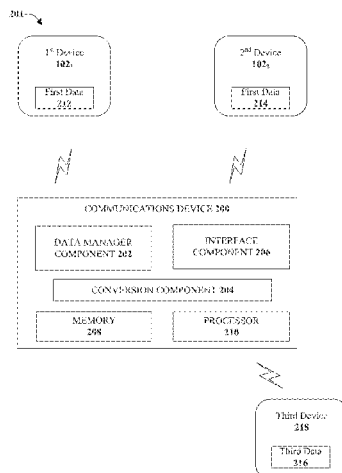 201
1st Device
102₁
First Data
212
2nd Device
102₂
First Data
214
COMMUNICATIONS DEVICE 200
DATA MANAGER
COMPONENT 202
INTERFACE
COMPONENT 206
CONVERSION COMPONENT 204
MEMORY
208
PROCESSOR
210
Third Device
218
Third Data
216